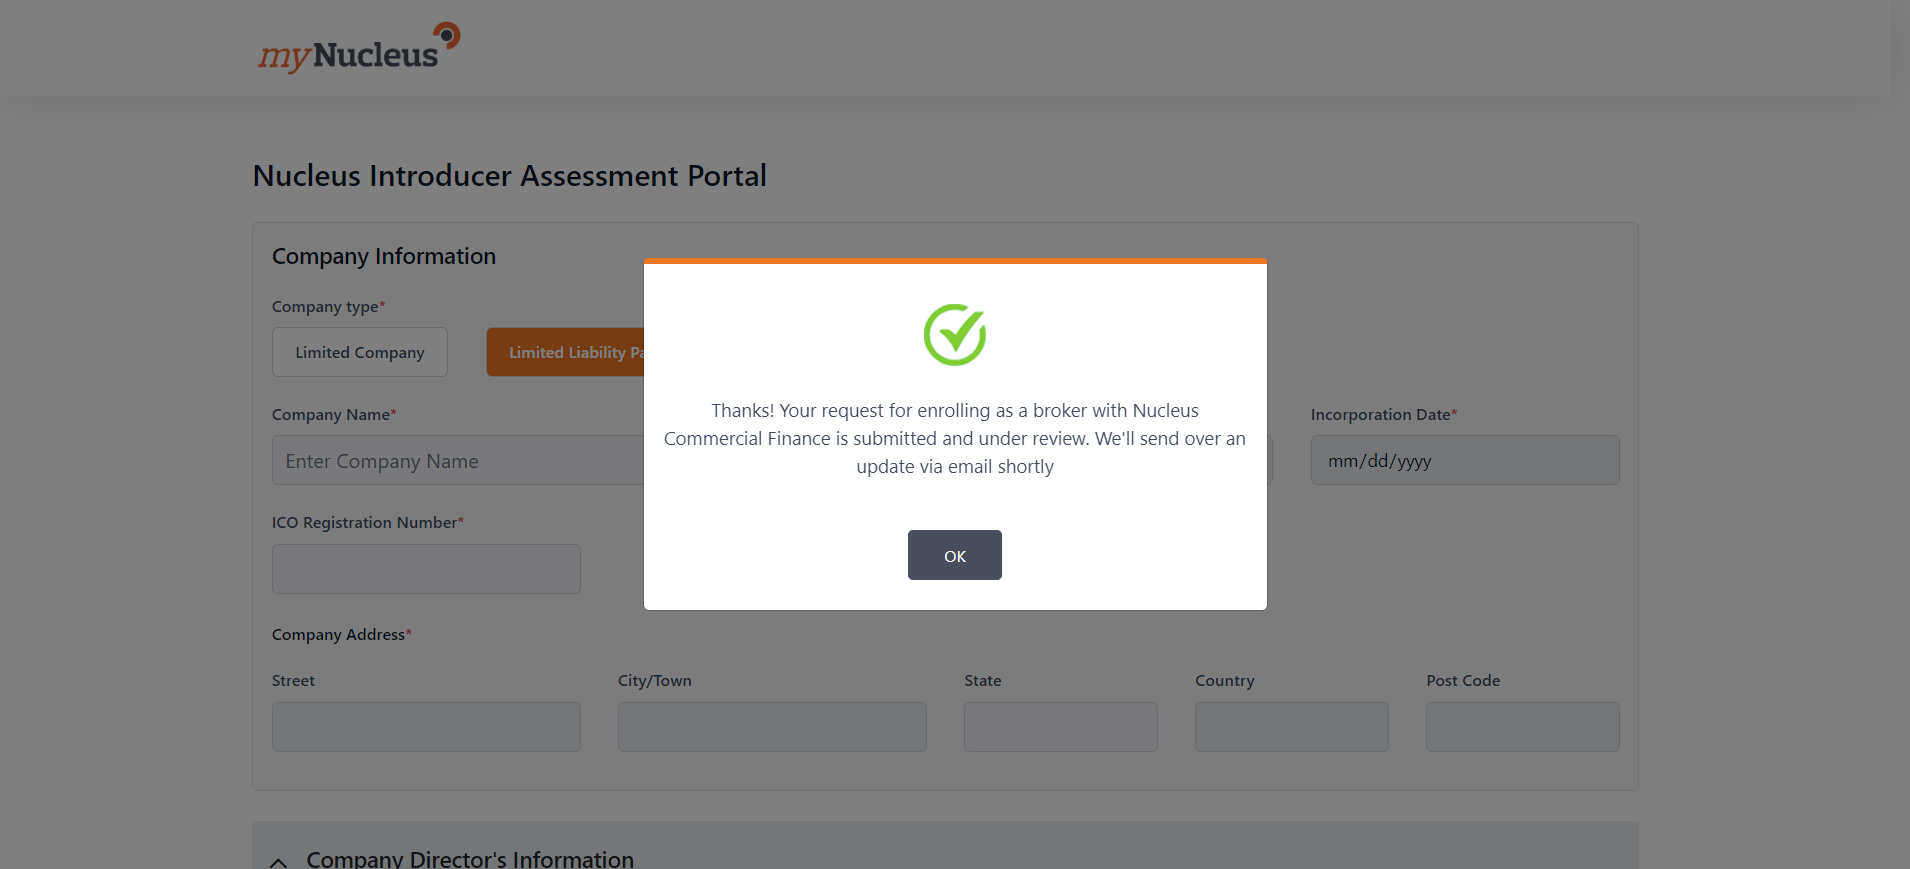 myNucleus
Nucleus Introducer Assessment Portal
Company Information
Company type*
Limited Company
Limited Liability Pa
Company Name*
Enter Company Name
Incorporation Date*
mm/dd/yyyy
ICO Registration Number*
Thanks! Your request for enrolling as a broker with Nucleus
Commercial Finance is submitted and under review. We'll send over an
update via email shortly
OK
Company Address*
Street
City/Town
State
Country
Post Code
Company Director's Information